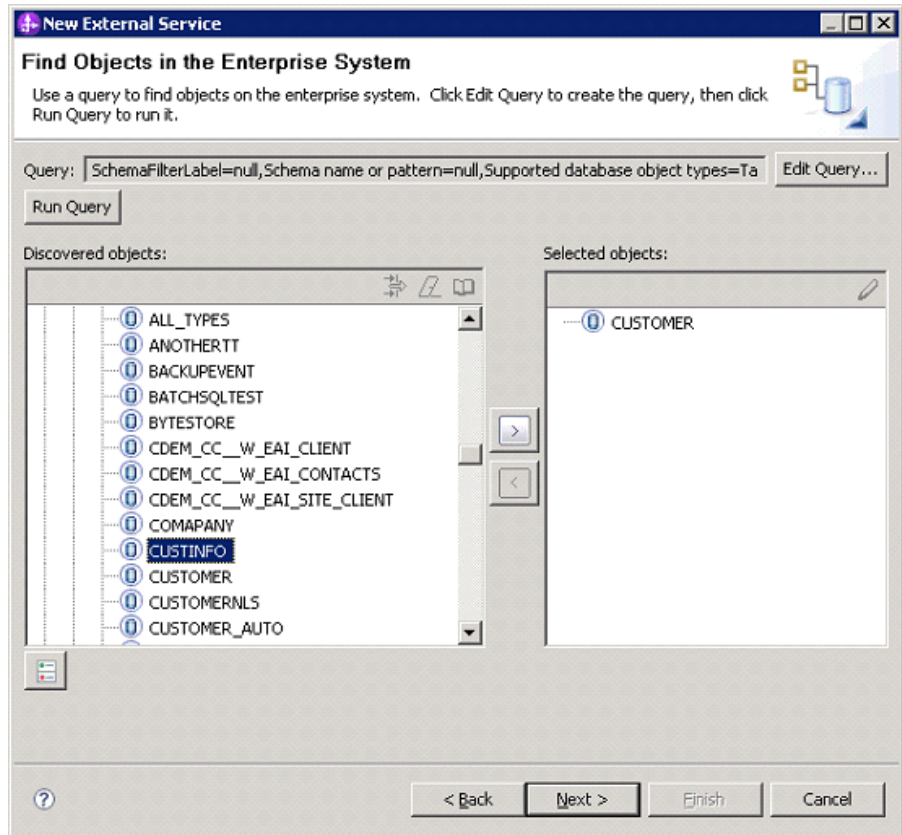 New External Service
Find Objects in the Enterprise System
Use a query to find objects on the enterprise system. Click Edit Query to create the query, then click
Run Query to run it.
Query: SchemaFilterLabel=null,Schema name or pattern=null,Supported database object types=Ta Edit Query...
Run Query
Discovered objects: Selected objects:
ALL_TYPES
ANOTHERTT
BACKUPEVENT
BATCHSQLTEST
BYTESTORE
CDEM_CC__W_EAI_CLIENT
CDEM_CC__W_EAI_CONTACTS
CDEM_CC__W_EAI_SITE_CLIENT
COMAPANY
CUSTINFO
CUSTOMER
CUSTOMERNLS
CUSTOMER_AUTO
CUSTOMER
>
<
? < Back Next > Finish Cancel